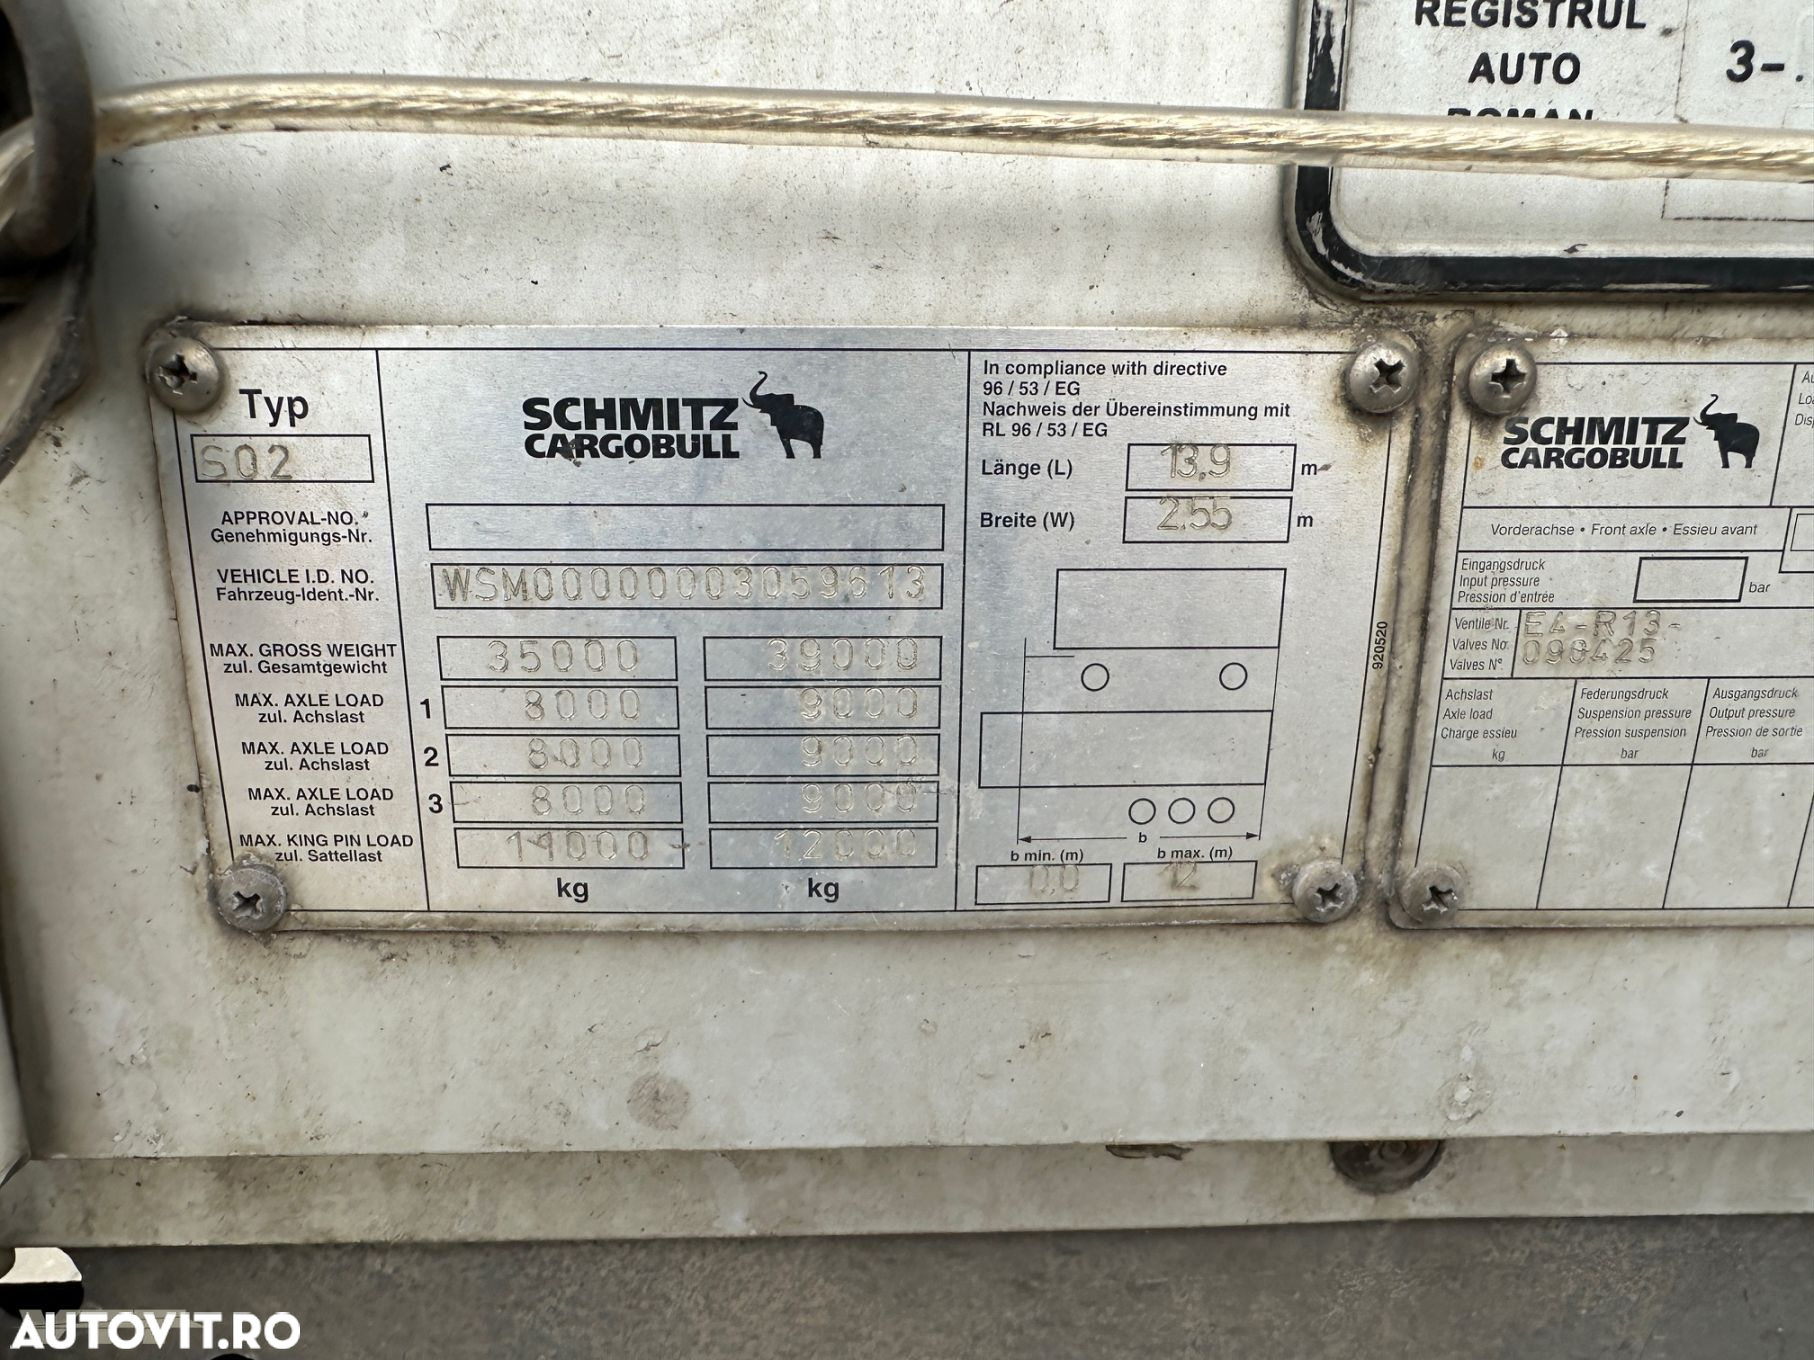 REGISTRUL
AUTO
ROMAN
3-.
Typ
S02
SCHMITZ
CARGOBULL
APPROVAL-NO.
Genehmigungs-Nr.
VEHICLE I.D. NO.
Fahrzeug-Ident.-Nr.
WSM00000003059613
MAX. GROSS WEIGHT
zul. Gesamtgewicht
35000 39000
MAX. AXLE LOAD
zul. Achslast
1 8000 9000
MAX. AXLE LOAD
zul. Achslast
2 8000 9000
MAX. AXLE LOAD
zul. Achslast
3 8000 9000
MAX. KING PIN LOAD
zul. Sattellast
11000 12000
kg kg
In compliance with directive
96 / 53 / EG
Nachweis der Übereinstimmung mit
RL 96 / 53 / EG
Länge (L) 13,9 m
Breite (W) 2,55 m
b
b min. (m) b max. (m)
0,0 12
920520
SCHMITZ
CARGOBULL
Vorderachse • Front axle • Essieu avant
Eingangsdruck
Input pressure
Pression d'entrée
bar
Ventile Nr.
Valves No.
Valves N°.
E4-R13-
090425
Achslast
Axle load
Charge essieu
kg
Federungsdruck
Suspension pressure
Pression suspension
bar
Ausgangsdruck
Output pressure
Pression de sortie
bar
AUTOVIT.RO